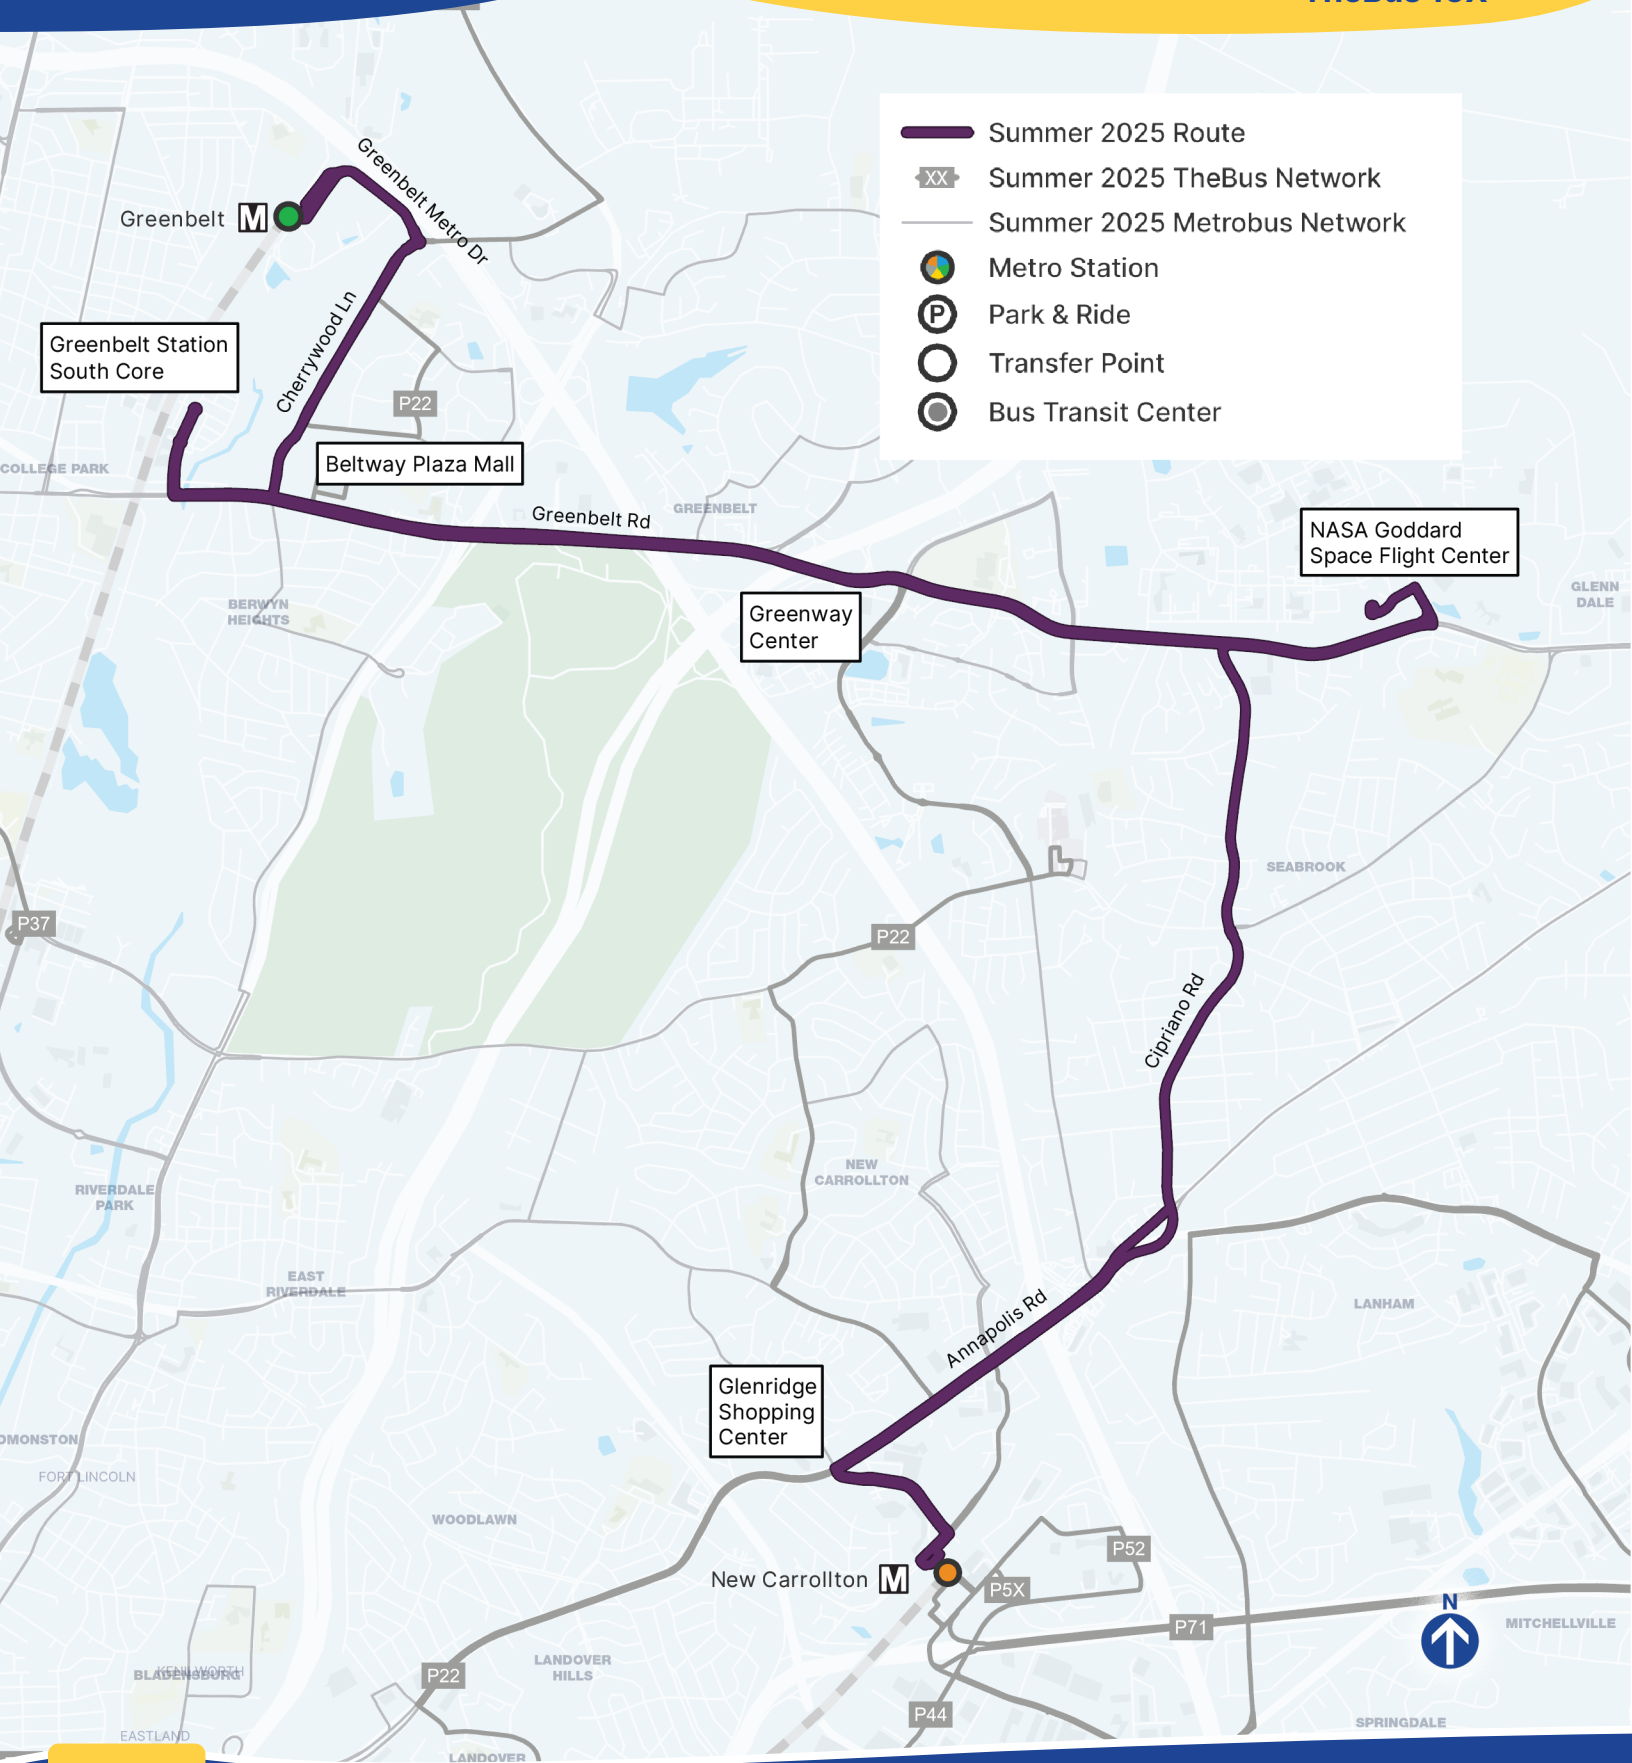 Summer 2025 Route
XX Summer 2025 TheBus Network
Summer 2025 Metrobus Network
Metro Station
P Park & Ride
Transfer Point
Bus Transit Center
Greenbelt M
Greenbelt Metro Dr
Cherrywood Ln
Greenbelt Station
South Core
P22
Beltway Plaza Mall
COLLEGE PARK
Greenbelt Rd
GREENBELT
NASA Goddard
Space Flight Center
GLENN
DALE
BERWYN
HEIGHTS
Greenway
Center
SEABROOK
P37
P22
Cipriano Rd
NEW
CARROLLTON
RIVERDALE
PARK
EAST
RIVERDALE
LANHAM
Annapolis Rd
Glenridge
Shopping
Center
DMONSTON
FORT LINCOLN
WOODLAWN
P52
New Carrollton M
P5X
N
P71
MITCHELLVILLE
LANDOVER
HILLS
KENILWORTH
BLADENSBURG
P22
P44
SPRINGDALE
EASTLAND
LANDOVER